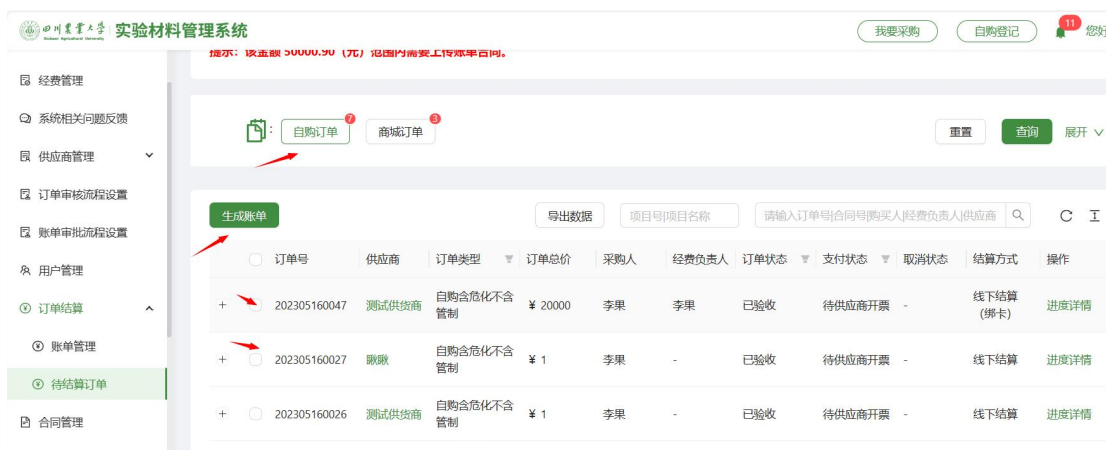 四川农业大学 实验材料管理系统
Sichuan Agricultural University
我要采购 自购登记 11 您好
提示：该金额 50000.90（元）范围内需要上传账单合同。
经费管理
系统相关问题反馈
供应商管理
订单审核流程设置
账单审批流程设置
用户管理
订单结算
账单管理
待结算订单
合同管理
: 自购订单 7 商城订单 3 重置 查询 展开
生成账单 导出数据 项目号|项目名称 请输入订单号|合同号|购买人|经费负责人|供应商
订单号 供应商 订单类型 订单总价 采购人 经费负责人 订单状态 支付状态 取消状态 结算方式 操作
+ 202305160047 测试供货商 自购含危化不含管制 ¥ 20000 李果 李果 已验收 待供应商开票 - 线下结算（绑卡） 进度详情
+ 202305160027 瞅瞅 自购含危化不含管制 ¥ 1 李果 - 已验收 待供应商开票 - 线下结算 进度详情
+ 202305160026 测试供货商 自购含危化不含管制 ¥ 1 李果 - 已验收 待供应商开票 - 线下结算 进度详情